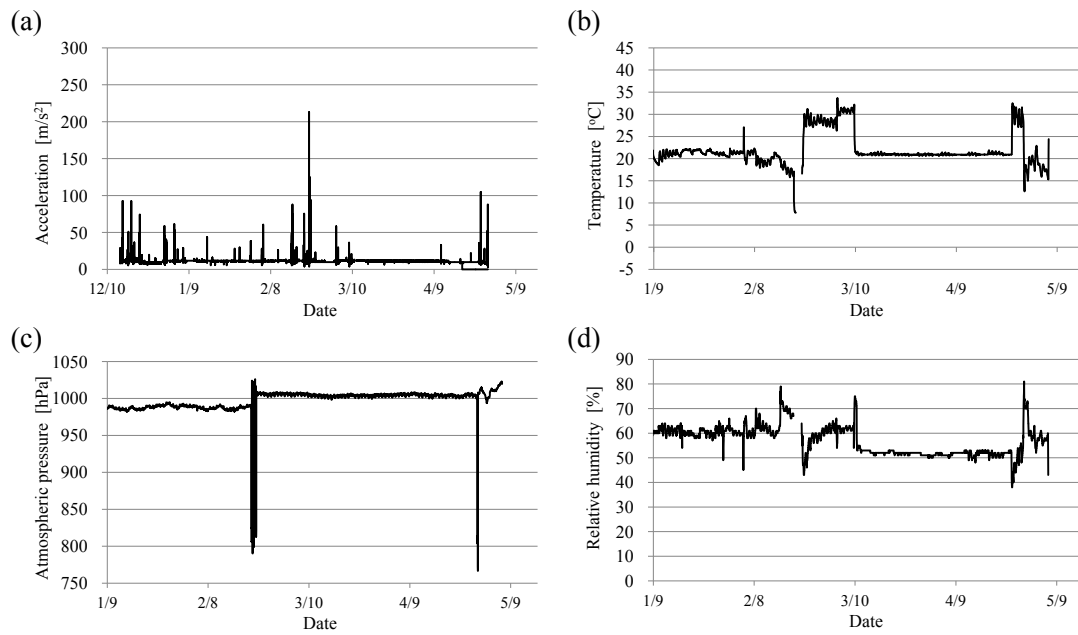 (a)
300
250
200
150
100
50
0
Acceleration [m/s²]
12/10 1/9 2/8 3/10 4/9 5/9
Date
(b)
45
40
35
30
25
20
15
10
5
0
-5
Temperature [°C]
1/9 2/8 3/10 4/9 5/9
Date
(c)
1050
1000
950
900
850
800
750
Atmospheric pressure [hPa]
1/9 2/8 3/10 4/9 5/9
Date
(d)
90
80
70
60
50
40
30
20
10
0
Relative humidity [%]
1/9 2/8 3/10 4/9 5/9
Date